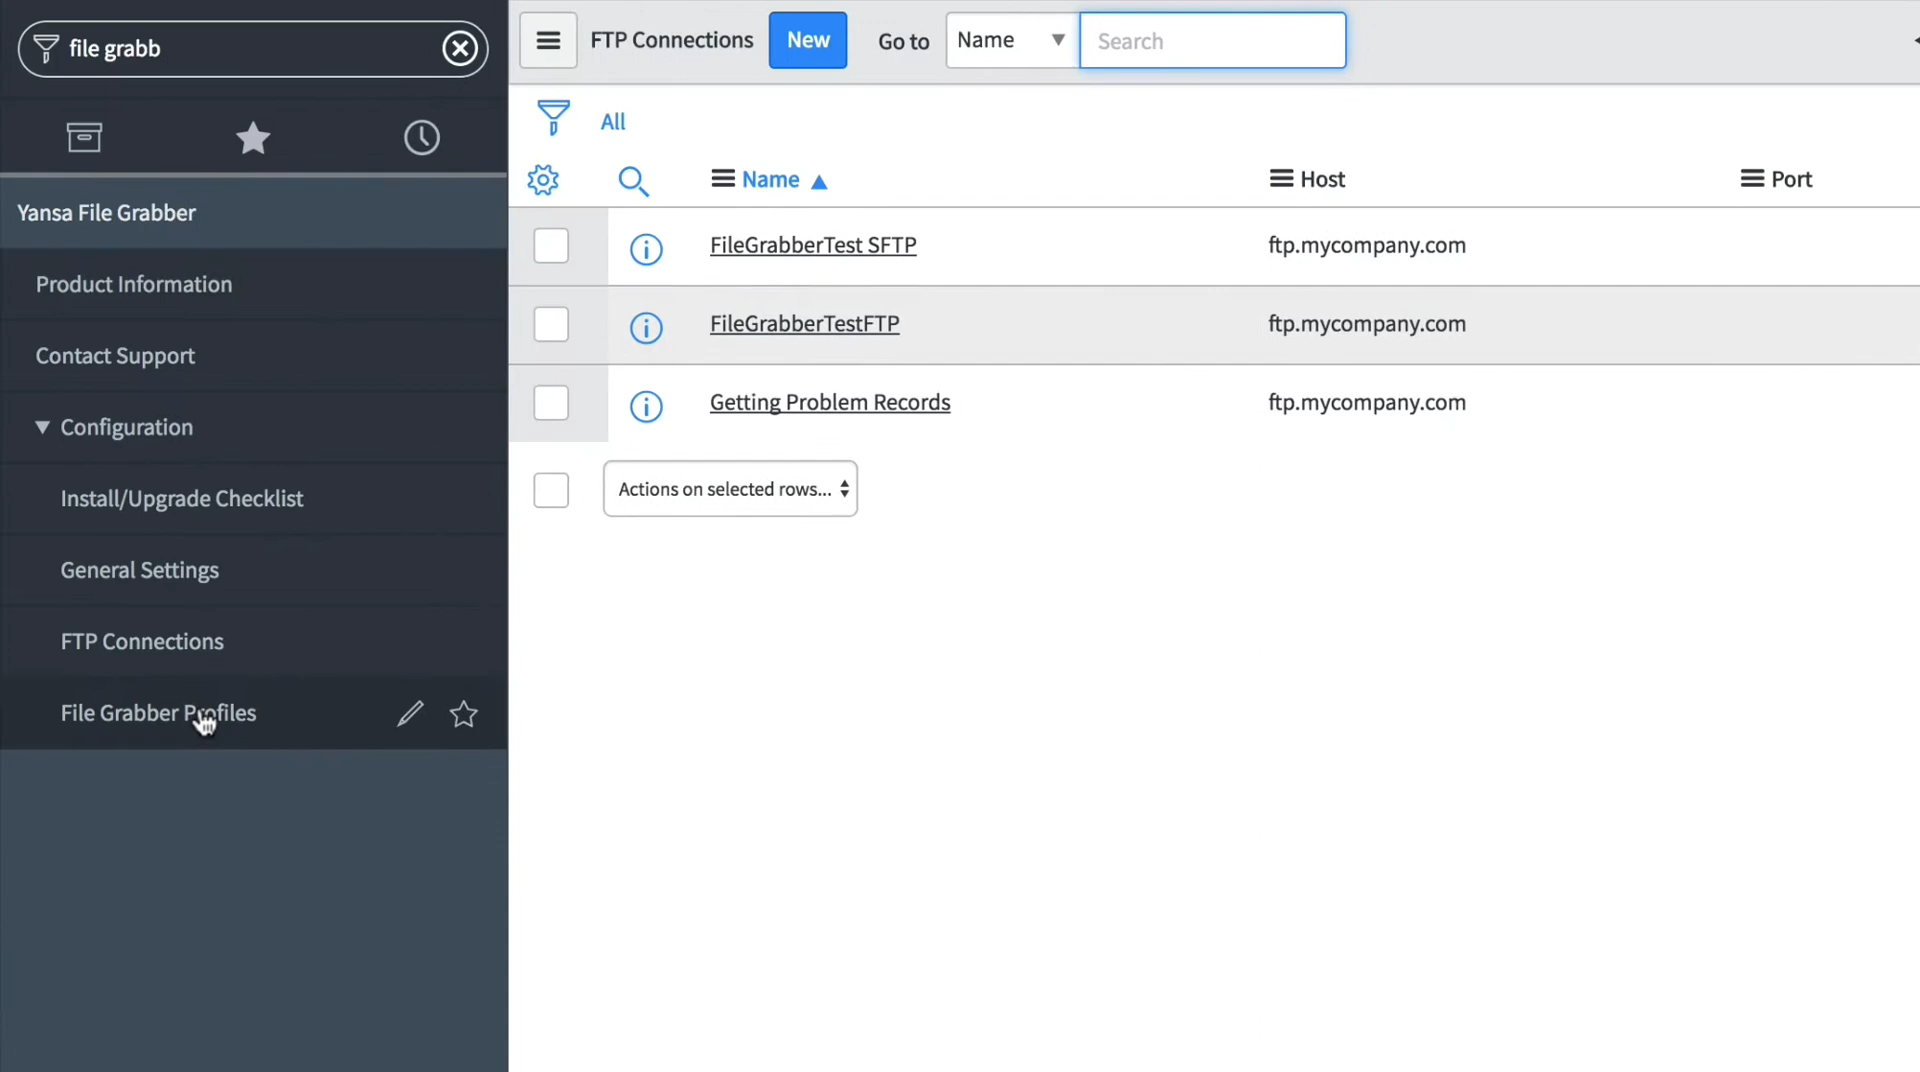 file grabb
Yansa File Grabber
Product Information
Contact Support
Configuration
Install/Upgrade Checklist
General Settings
FTP Connections
File Grabber Profiles
FTP Connections New Go to Name Search
All
Name Host Port
FileGrabberTest SFTP ftp.mycompany.com
FileGrabberTestFTP ftp.mycompany.com
Getting Problem Records ftp.mycompany.com
Actions on selected rows...